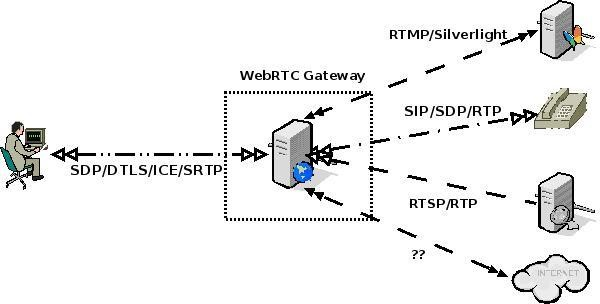 RTMP/Silverlight
WebRTC Gateway
SIP/SDP/RTP
SDP/DTLS/ICE/SRTP
RTSP/RTP
??
INTERNET